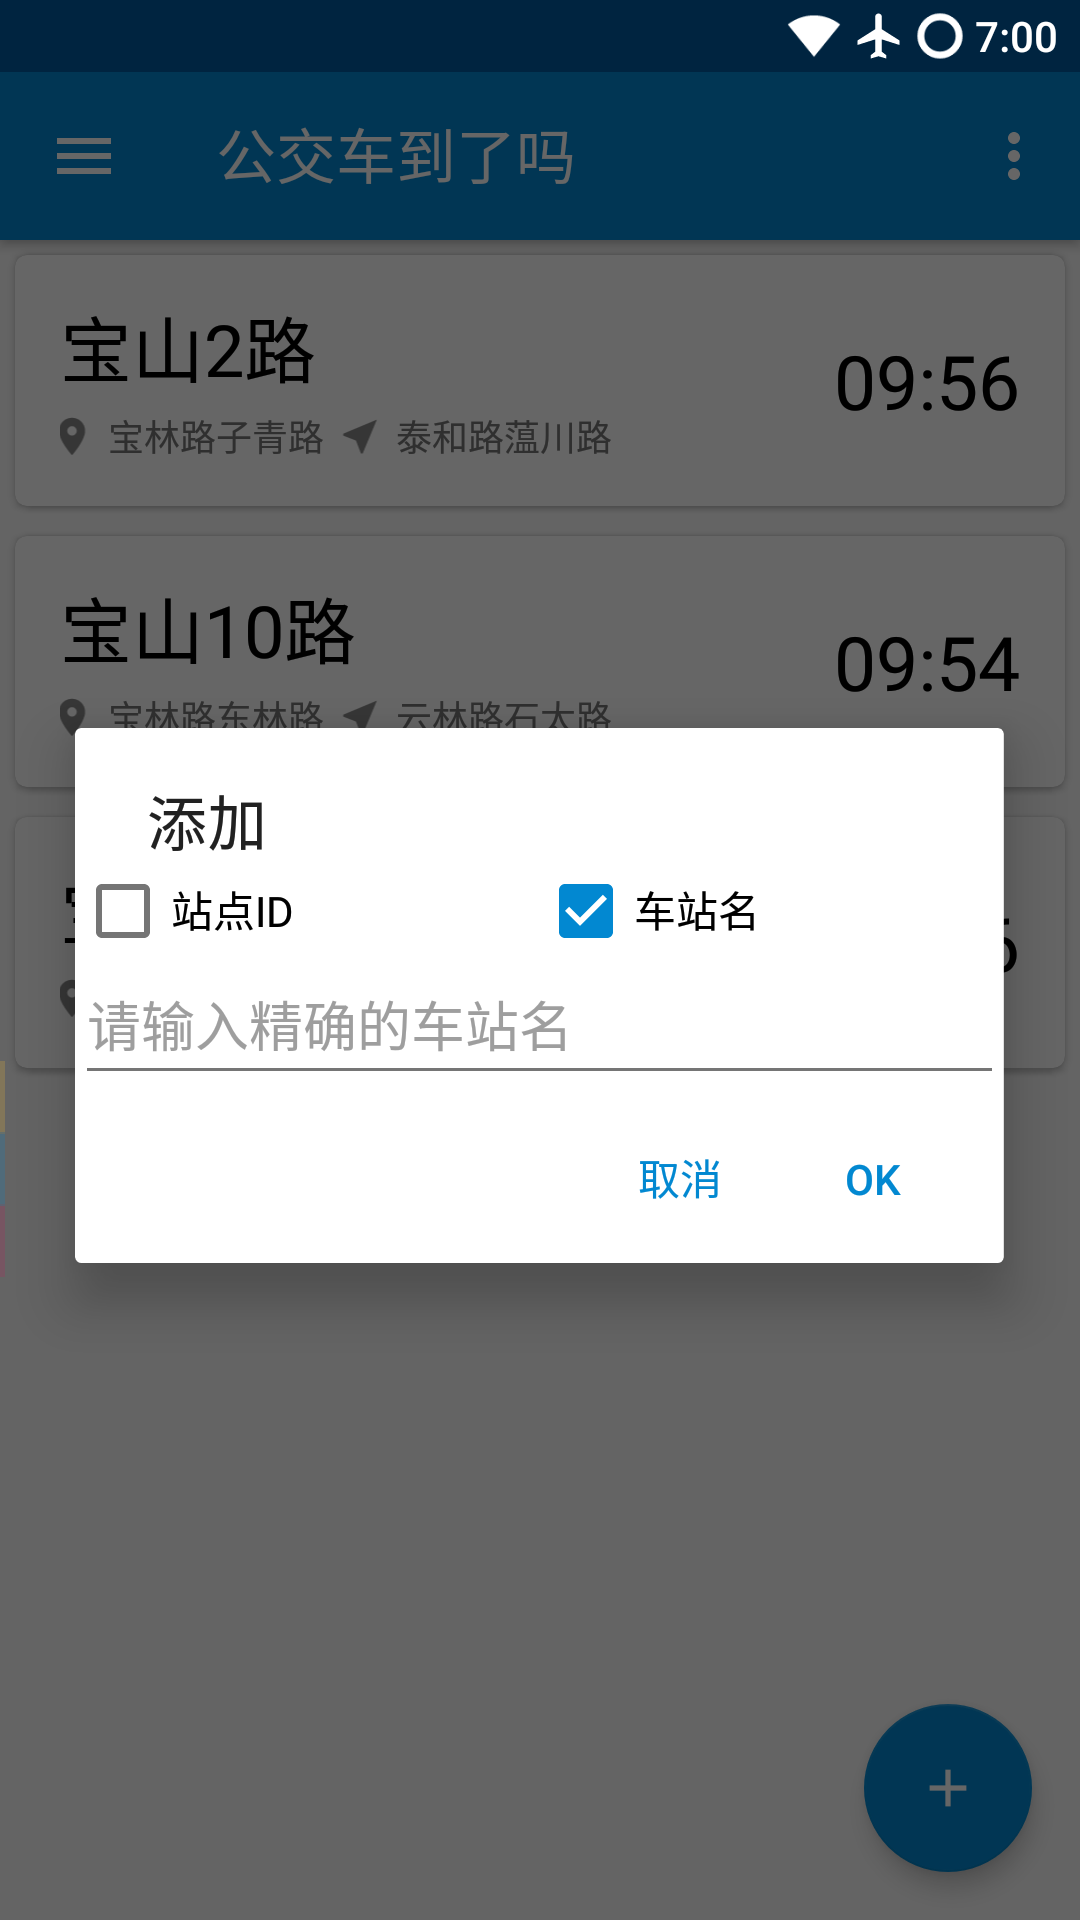 7:00
公交车到了吗
宝山2路
09:56
宝林路子青路 泰和路蕰川路
宝山10路
09:54
宝林路东林路 云林路石太路
添加
站点ID
车站名
请输入精确的车站名
取消
OK